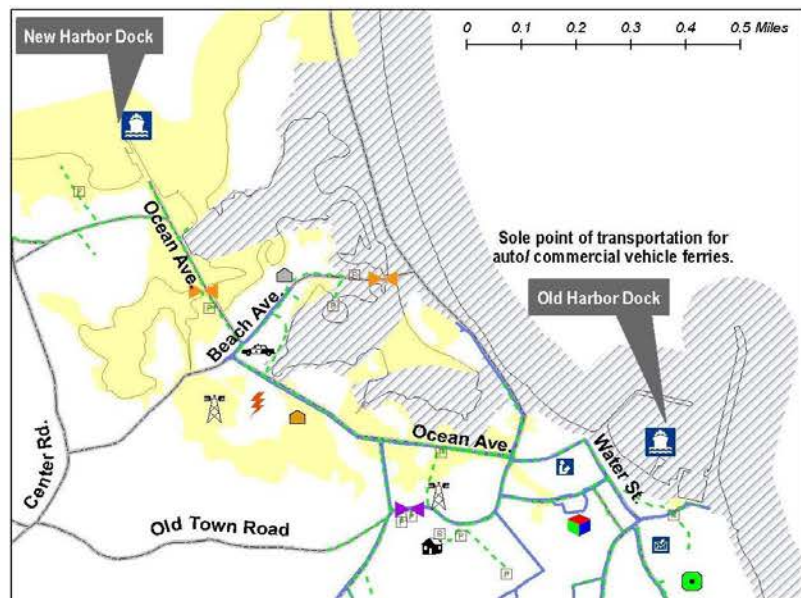 New Harbor Dock
0 0.1 0.2 0.3 0.4 0.5 Miles
Sole point of transportation for
auto/ commercial vehicle ferries.
Old Harbor Dock
Ocean Ave.
Beach Ave.
Ocean Ave.
Water St.
Center Rd.
Old Town Road